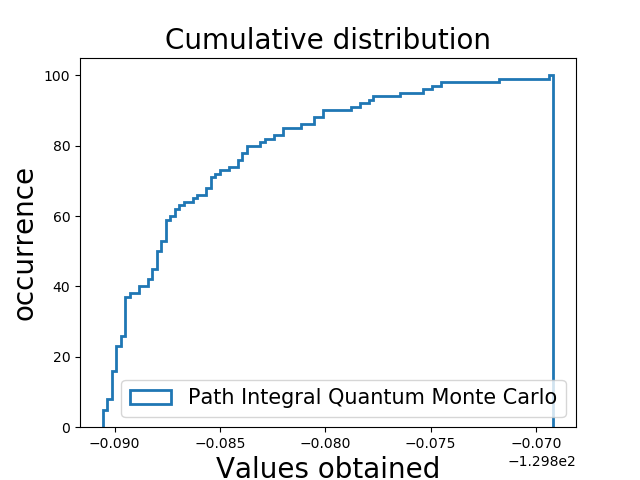 Cumulative distribution
100
80
60
40
20
0
occurrence
Path Integral Quantum Monte Carlo
−0.090 −0.085 −0.080 −0.075 −0.070
−1.298e2
Values obtained